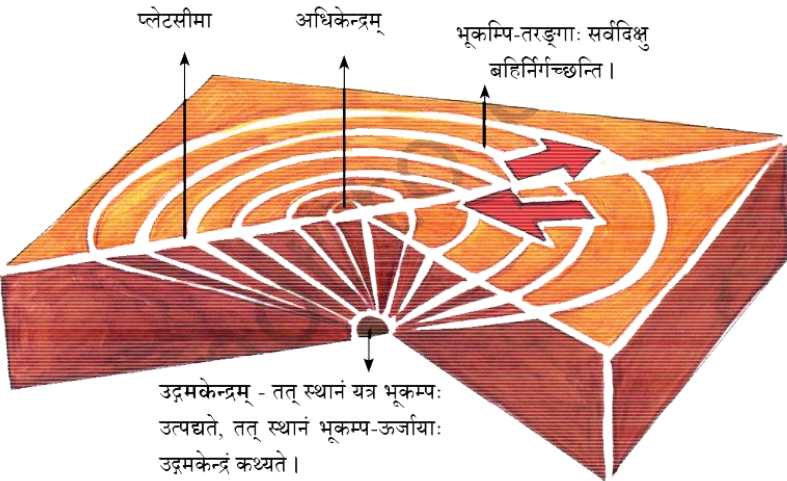 प्लेटसीमा
अधिकेन्द्रम्
भूकम्पि-तरङ्गाः सर्वदिक्षु
बहिर्निर्गच्छन्ति।
उद्गमकेन्द्रम् - तत् स्थानं यत्र भूकम्पः
उत्पद्यते, तत् स्थानं भूकम्प-ऊर्जायाः
उद्गमकेन्द्रं कथ्यते।